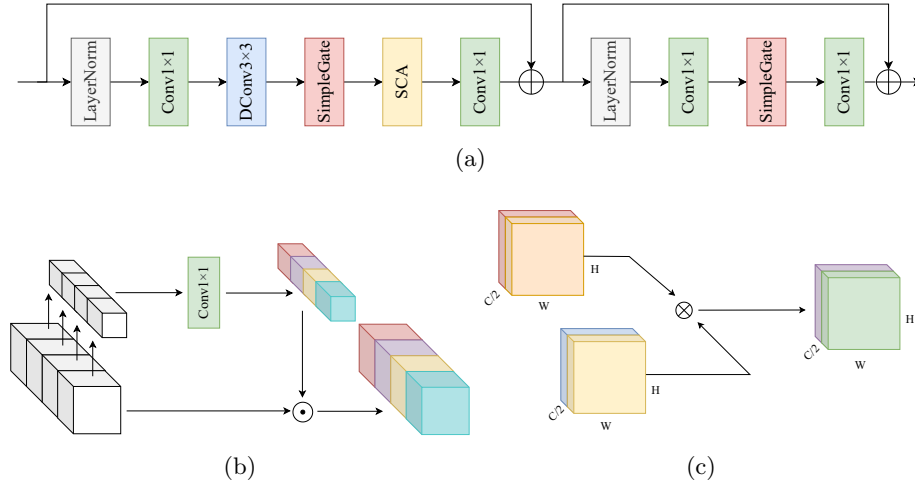 LayerNorm
Conv1×1
DConv3×3
SimpleGate
SCA
Conv1×1
LayerNorm
Conv1×1
SimpleGate
Conv1×1
(a)
Conv1×1
(b)
C/2
W
H
C/2
W
H
C/2
W
H
(c)